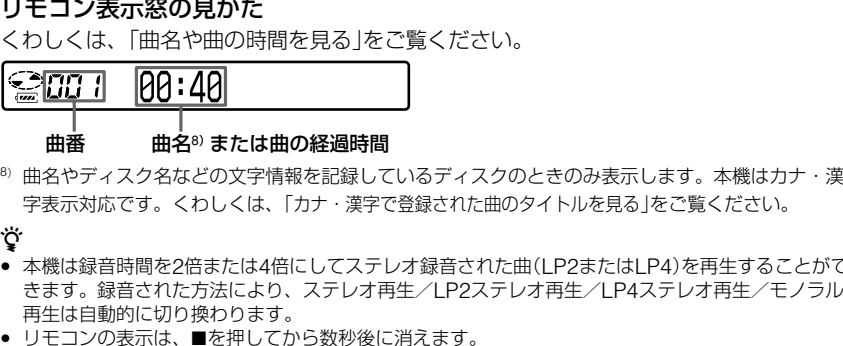 リモコン表示窓の見かた
くわしくは、「曲名や曲の時間を見る」をご覧ください。
001 00:40
曲番 曲名8) または曲の経過時間
8) 曲名やディスク名などの文字情報を記録しているディスクのときのみ表示します。本機はカナ・漢
字表示対応です。くわしくは、「カナ・漢字で登録された曲のタイトルを見る」をご覧ください。
• 本機は録音時間を2倍または4倍にしてステレオ録音された曲(LP2またはLP4)を再生することがで
きます。録音された方法により、ステレオ再生／LP2ステレオ再生／LP4ステレオ再生／モノラル
再生は自動的に切り換わります。
• リモコンの表示は、■を押してから数秒後に消えます。